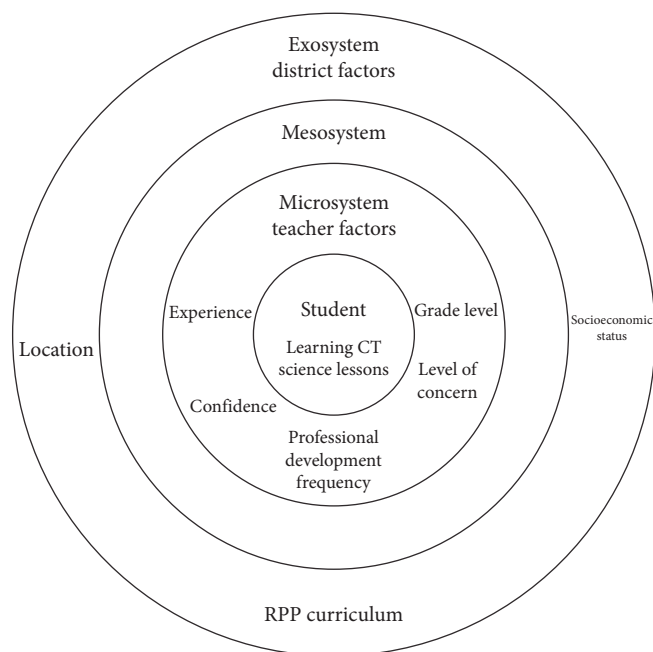 Exosystem
district factors
Mesosystem
Microsystem
teacher factors
Experience
Student
Grade level
Learning CT
science lessons
Location
Socioeconomic
status
Level of
concern
Confidence
Professional
development
frequency
RPP curriculum